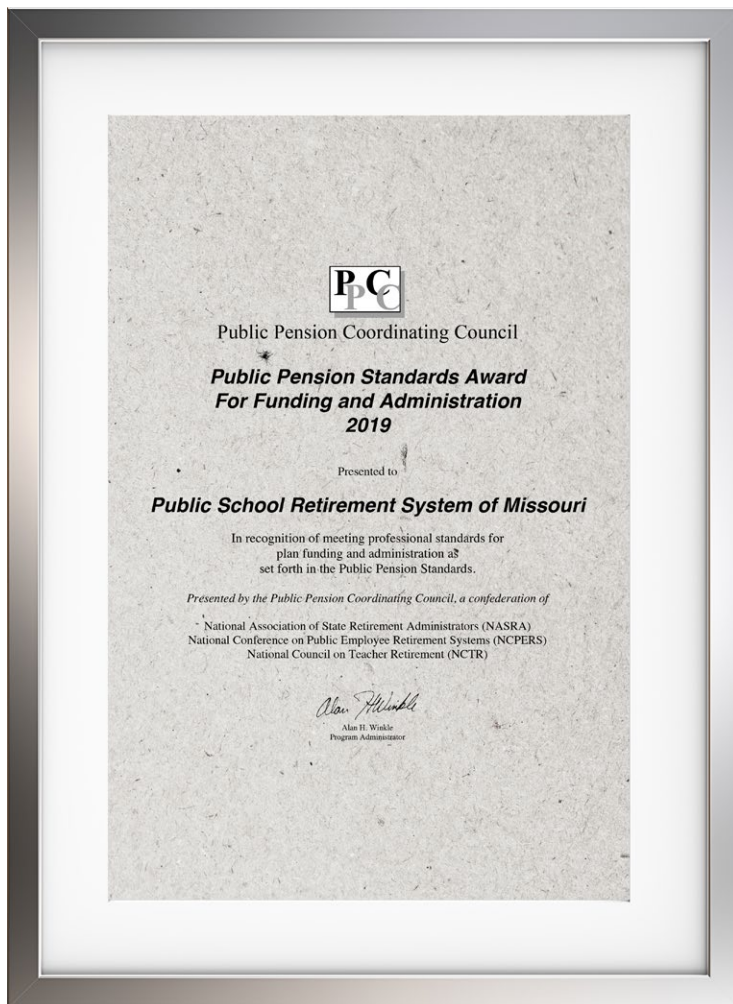 PPCC
Public Pension Coordinating Council
Public Pension Standards Award
For Funding and Administration
2019
Presented to
Public School Retirement System of Missouri
In recognition of meeting professional standards for
plan funding and administration as
set forth in the Public Pension Standards.
Presented by the Public Pension Coordinating Council, a confederation of
National Association of State Retirement Administrators (NASRA)
National Conference on Public Employee Retirement Systems (NCPERS)
National Council on Teacher Retirement (NCTR)
Alan H Winkle
Alan H. Winkle
Program Administrator